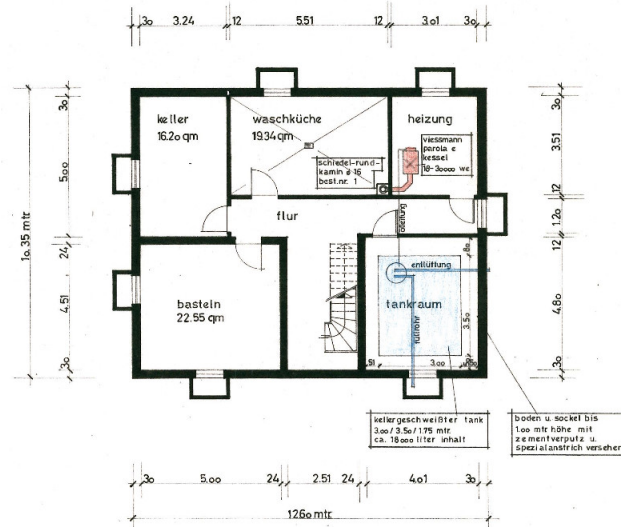 3o 3.24 12 5.51 12 3.o1 3o
keller
16.2o qm
waschküche
19.34 qm
heizung
viessmann
parola e
kessel
18-3oooo we
schiedel-rund-
kamin ø 16
best.nr. 1
flur
zuleitung
basteln
22.55 qm
entlüftung
tankraum
füllrohr
8o
3.5o
51 3.oo
kellergeschweißter tank
3.oo / 3.5o / 1.75 mtr.
ca. 18ooo liter inhalt
boden u. sockel bis
1.oo mtr höhe mit
zementverputz u.
spezialanstrich versehen
1o.35 mtr
3o
5.oo
24
4.51
3o
3o
3.51
12
1.2o
12
4.8o
3o
3o 5.oo 24 2.51 24 4.o1 3o
126o mtr.